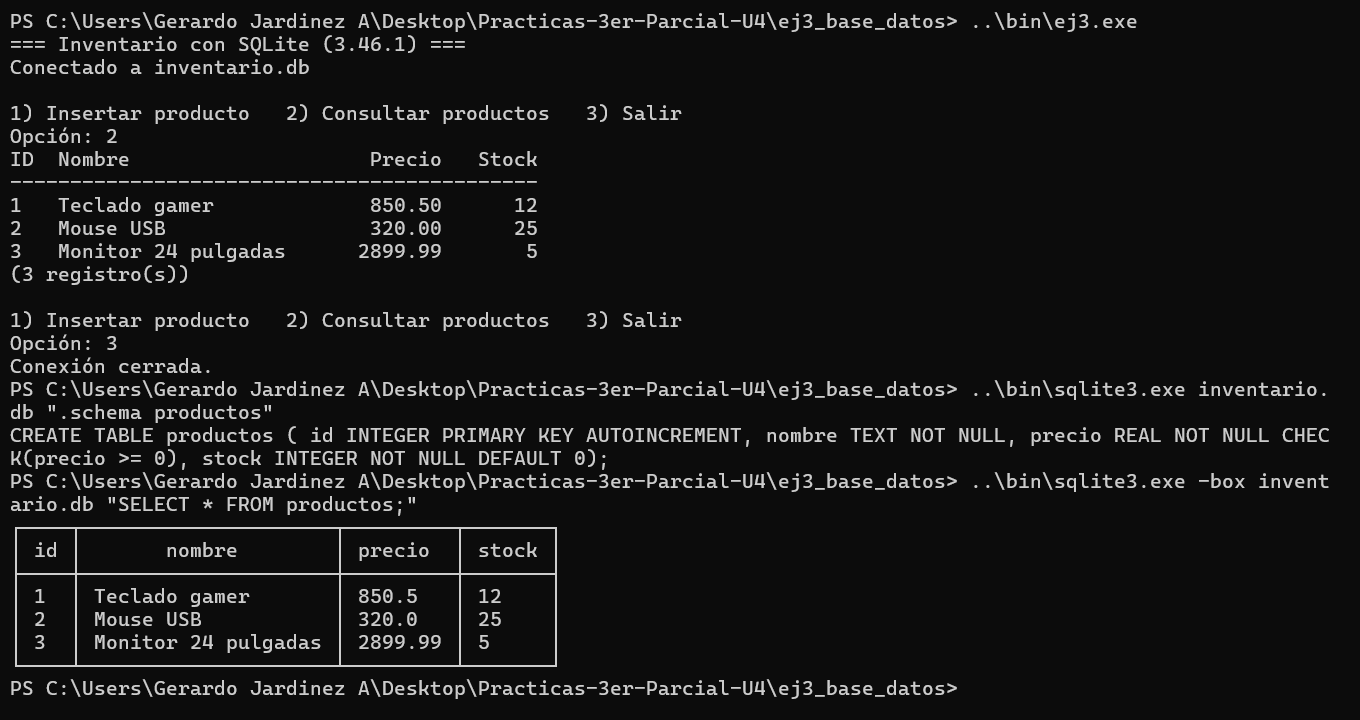 PS C:\Users\Gerardo Jardinez A\Desktop\Practicas-3er-Parcial-U4\ej3_base_datos> ..\bin\ej3.exe
=== Inventario con SQLite (3.46.1) ===
Conectado a inventario.db
1) Insertar producto   2) Consultar productos   3) Salir
Opción: 2
ID  Nombre                    Precio   Stock
--------------------------------------------
1   Teclado gamer             850.50      12
2   Mouse USB                 320.00      25
3   Monitor 24 pulgadas      2899.99       5
(3 registro(s))
1) Insertar producto   2) Consultar productos   3) Salir
Opción: 3
Conexión cerrada.
PS C:\Users\Gerardo Jardinez A\Desktop\Practicas-3er-Parcial-U4\ej3_base_datos> ..\bin\sqlite3.exe inventario.
db ".schema productos"
CREATE TABLE productos ( id INTEGER PRIMARY KEY AUTOINCREMENT, nombre TEXT NOT NULL, precio REAL NOT NULL CHEC
K(precio >= 0), stock INTEGER NOT NULL DEFAULT 0);
PS C:\Users\Gerardo Jardinez A\Desktop\Practicas-3er-Parcial-U4\ej3_base_datos> ..\bin\sqlite3.exe -box invent
ario.db "SELECT * FROM productos;"
id nombre precio stock
1 Teclado gamer 850.5 12
2 Mouse USB 320.0 25
3 Monitor 24 pulgadas 2899.99 5
PS C:\Users\Gerardo Jardinez A\Desktop\Practicas-3er-Parcial-U4\ej3_base_datos>